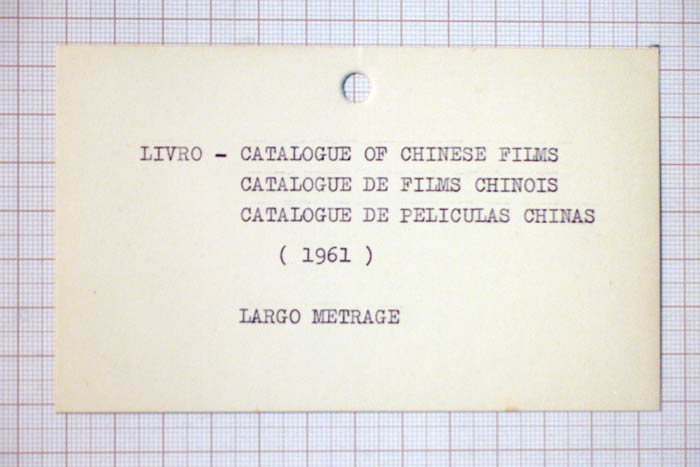 LIVRO - CATALOGUE OF CHINESE FILMS
CATALOGUE DE FILMS CHINOIS
CATALOGUE DE PELICULAS CHINAS
( 1961 )
LARGO METRAGE